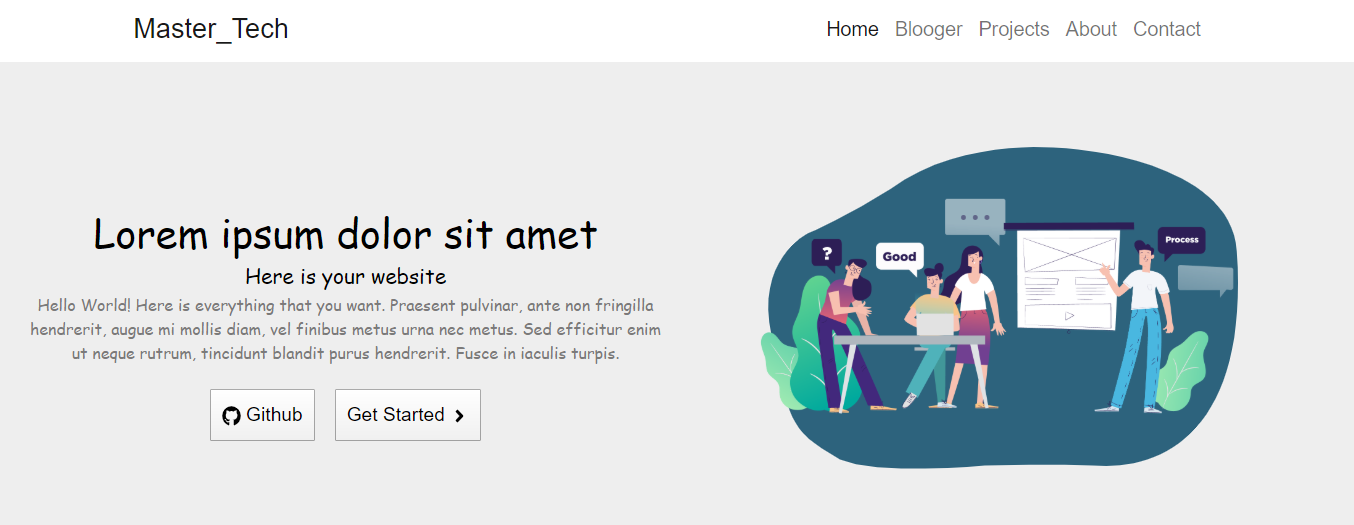 Master_Tech
Home Blooger Projects About Contact
Lorem ipsum dolor sit amet
Here is your website
Hello World! Here is everything that you want. Praesent pulvinar, ante non fringilla
hendrerit, augue mi mollis diam, vel finibus metus urna nec metus. Sed efficitur enim
ut neque rutrum, tincidunt blandit purus hendrerit. Fusce in iaculis turpis.
Github
Get Started
?
Good
Process